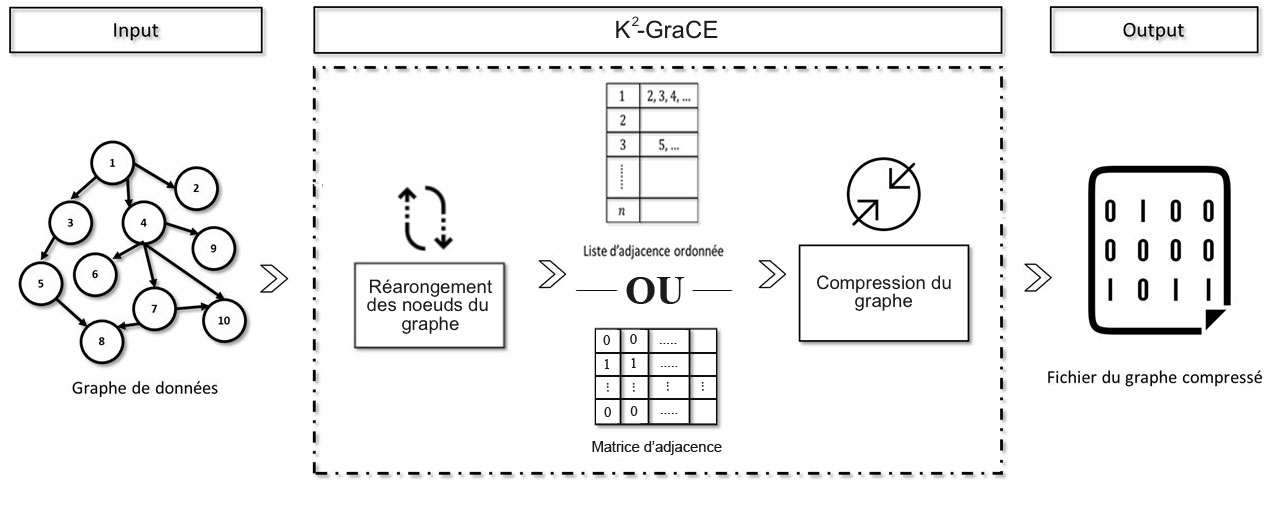 Input
K²-GraCE
Output
1
2
3
4
9
6
5
7
10
8
Graphe de données
Réarongement
des noeuds du
graphe
1 2, 3, 4, ...
2
3 5, ...
n
Liste d'adjacence ordonnée
OU
0 0 .....
1 1 .....
⋮ ⋮ ⋮ ⋮
0 0 .....
Matrice d'adjacence
Compression du
graphe
0 1 0 0
0 0 0 0
1 0 1 1
Fichier du graphe compressé